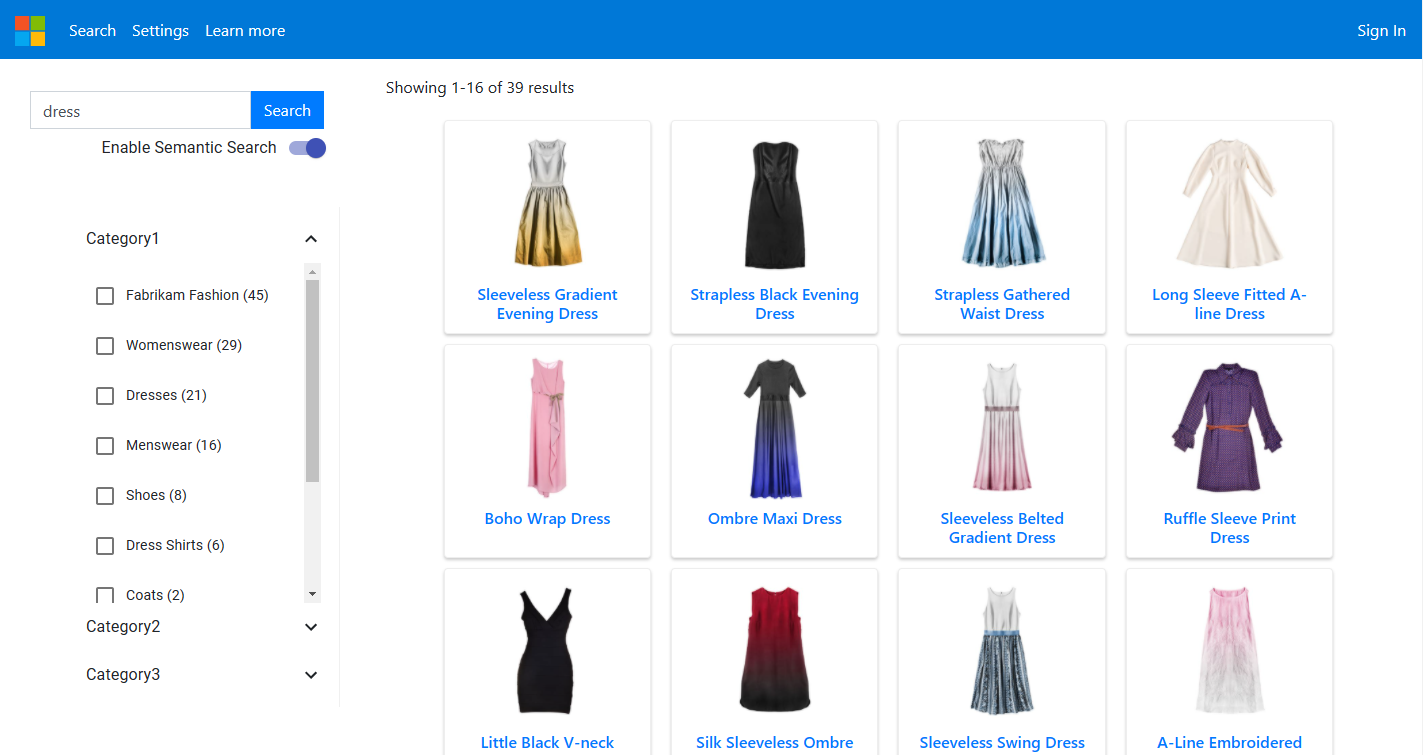 Search Settings Learn more Sign In
dress Search
Enable Semantic Search
Category1
Fabrikam Fashion (45)
Womenswear (29)
Dresses (21)
Menswear (16)
Shoes (8)
Dress Shirts (6)
Coats (2)
Category2
Category3
Showing 1-16 of 39 results
Sleeveless Gradient
Evening Dress
Strapless Black Evening
Dress
Strapless Gathered
Waist Dress
Long Sleeve Fitted A-
line Dress
Boho Wrap Dress
Ombre Maxi Dress
Sleeveless Belted
Gradient Dress
Ruffle Sleeve Print
Dress
Little Black V-neck
Silk Sleeveless Ombre
Sleeveless Swing Dress
A-Line Embroidered